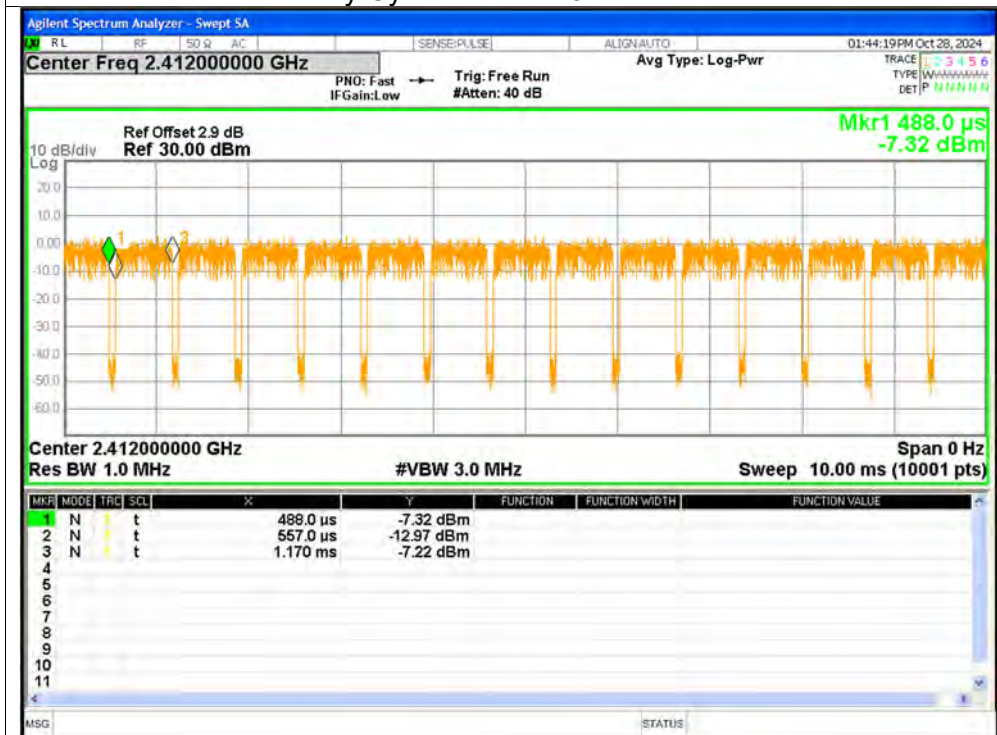 Agilent Spectrum Analyzer - Swept SA
RL RF 50 Ω AC SENSE:PULSE ALIGNAUTO 01:44:19PM Oct 28, 2024
Center Freq 2.412000000 GHz
PNO: Fast
IFGain:Low
Trig: Free Run
#Atten: 40 dB
Avg Type: Log-Pwr
TRACE 1 2 3 4 5 6
TYPE W
DET P N N N N N
Mkr1 488.0 µs
-7.32 dBm
10 dB/div
Log
Ref Offset 2.9 dB
Ref 30.00 dBm
20.0
10.0
0.00
-10.0
-20.0
-30.0
-40.0
-50.0
-60.0
1
3
Center 2.412000000 GHz
Span 0 Hz
Res BW 1.0 MHz
#VBW 3.0 MHz
Sweep 10.00 ms (10001 pts)
MKR MODE TRC SCL X Y FUNCTION FUNCTION WIDTH FUNCTION VALUE
1 N 1 t 488.0 µs -7.32 dBm
2 N 1 t 557.0 µs -12.97 dBm
3 N 1 t 1.170 ms -7.22 dBm
4
5
6
7
8
9
10
11
MSG
STATUS